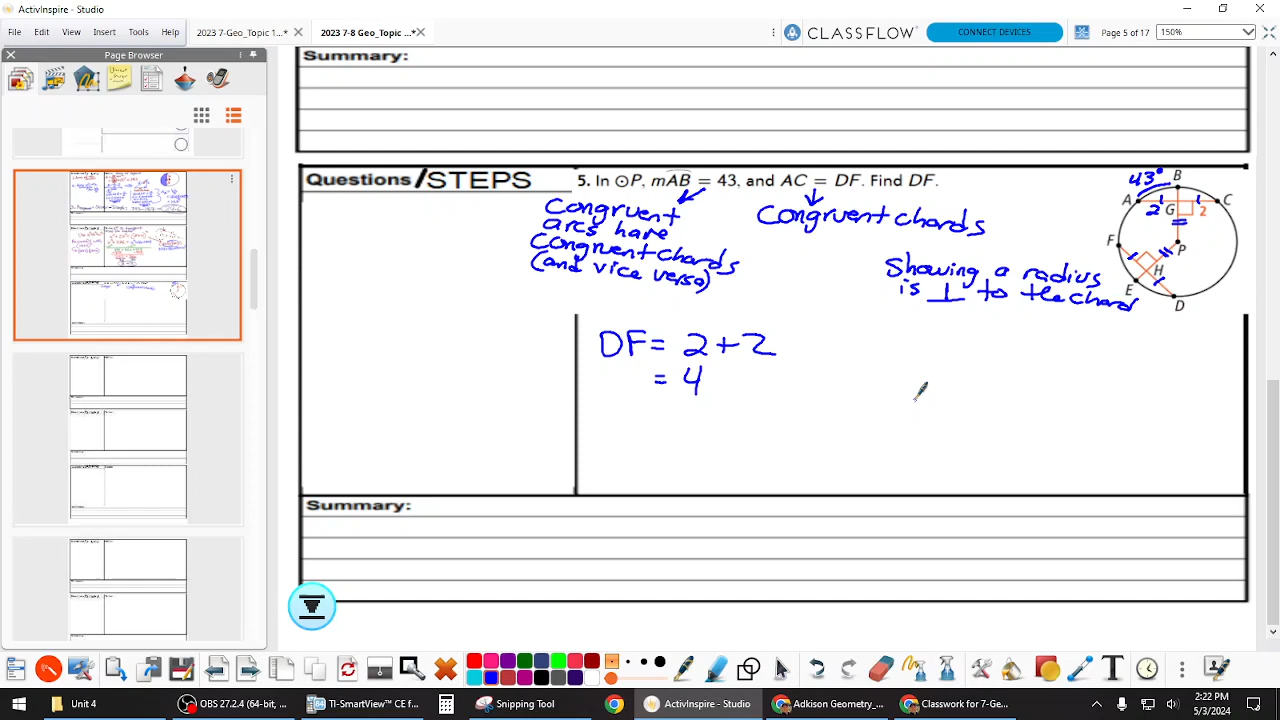 ActivInspire - Studio
File Edit View Insert Tools Help
2023 7-Geo_Topic 1...*
2023 7-8 Geo_Topic ...*
CLASSFLOW
CONNECT DEVICES
Page 5 of 17
150%
Page Browser
Summary:
Questions/STEPS
5. In ⊙P, mAB = 43, and AC = DF. Find DF.
Congruent
arcs have
Congruent chords
(and vice versa)
Congruent chords
Showing a radius
is ⊥ to the chord
43°
B
A
2
G
2
C
F
P
H
E
D
DF = 2+2
= 4
Summary:
Unit 4
OBS 27.2.4 (64-bit, ...
TI-SmartView™ CE F...
Snipping Tool
ActivInspire - Studio
Adkison Geometry_...
Classwork for 7-Ge...
2:22 PM
5/3/2024